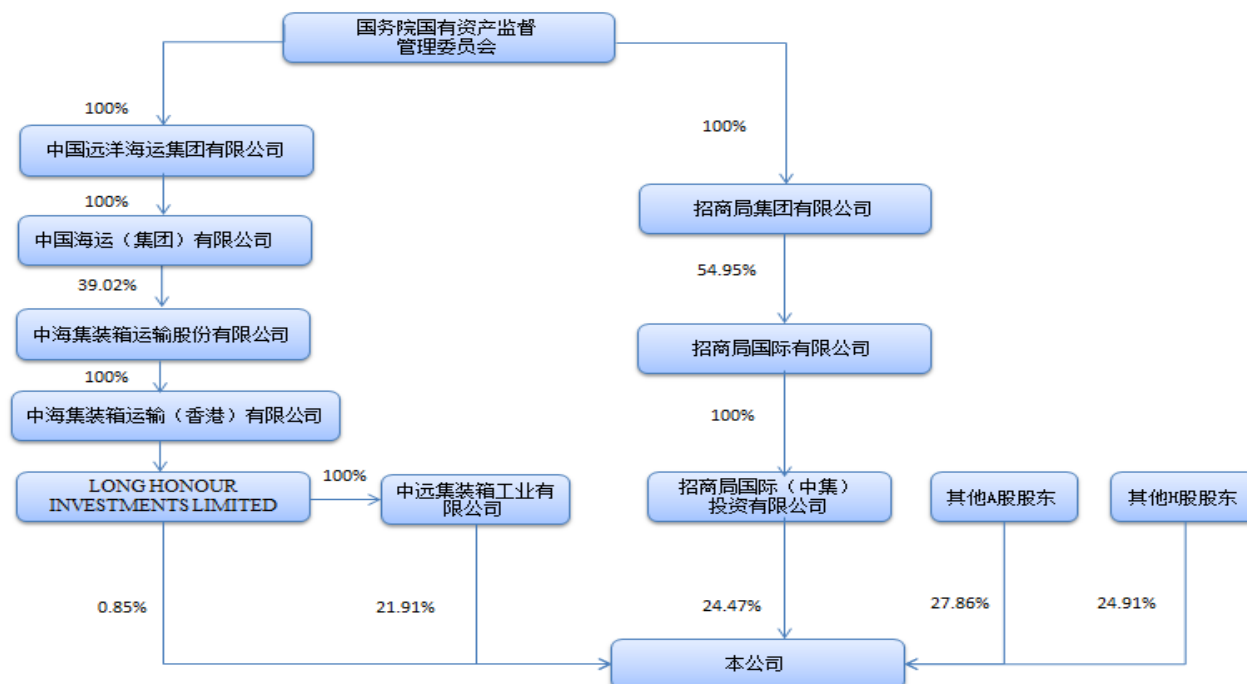 国务院国有资产监督
管理委员会
100%
中国远洋海运集团有限公司
100%
中国海运（集团）有限公司
39.02%
中海集装箱运输股份有限公司
100%
中海集装箱运输（香港）有限公司
LONG HONOUR
INVESTMENTS LIMITED
100%
中远集装箱工业有
限公司
0.85%
21.91%
100%
招商局集团有限公司
54.95%
招商局国际有限公司
100%
招商局国际（中集）
投资有限公司
24.47%
其他A股股东
27.86%
其他H股股东
24.91%
本公司